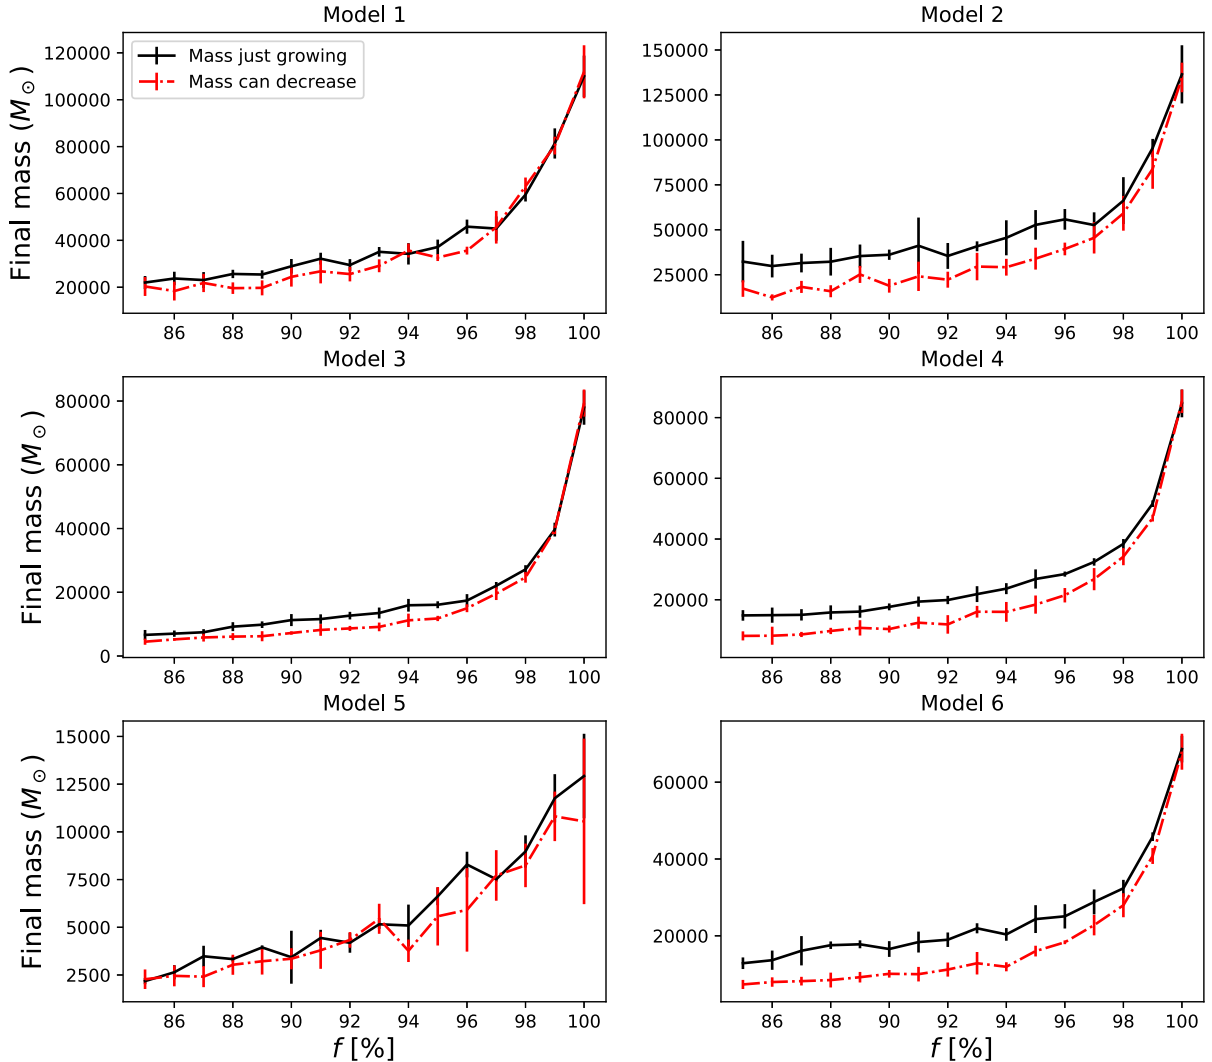 Model 1
Model 2
Final mass (M⊙)
120000
100000
80000
60000
40000
20000
Mass just growing
Mass can decrease
86 88 90 92 94 96 98 100
150000
125000
100000
75000
50000
25000
86 88 90 92 94 96 98 100
Model 3
Model 4
Final mass (M⊙)
80000
60000
40000
20000
0
86 88 90 92 94 96 98 100
80000
60000
40000
20000
86 88 90 92 94 96 98 100
Model 5
Model 6
Final mass (M⊙)
15000
12500
10000
7500
5000
2500
86 88 90 92 94 96 98 100
f [%]
60000
40000
20000
86 88 90 92 94 96 98 100
f [%]